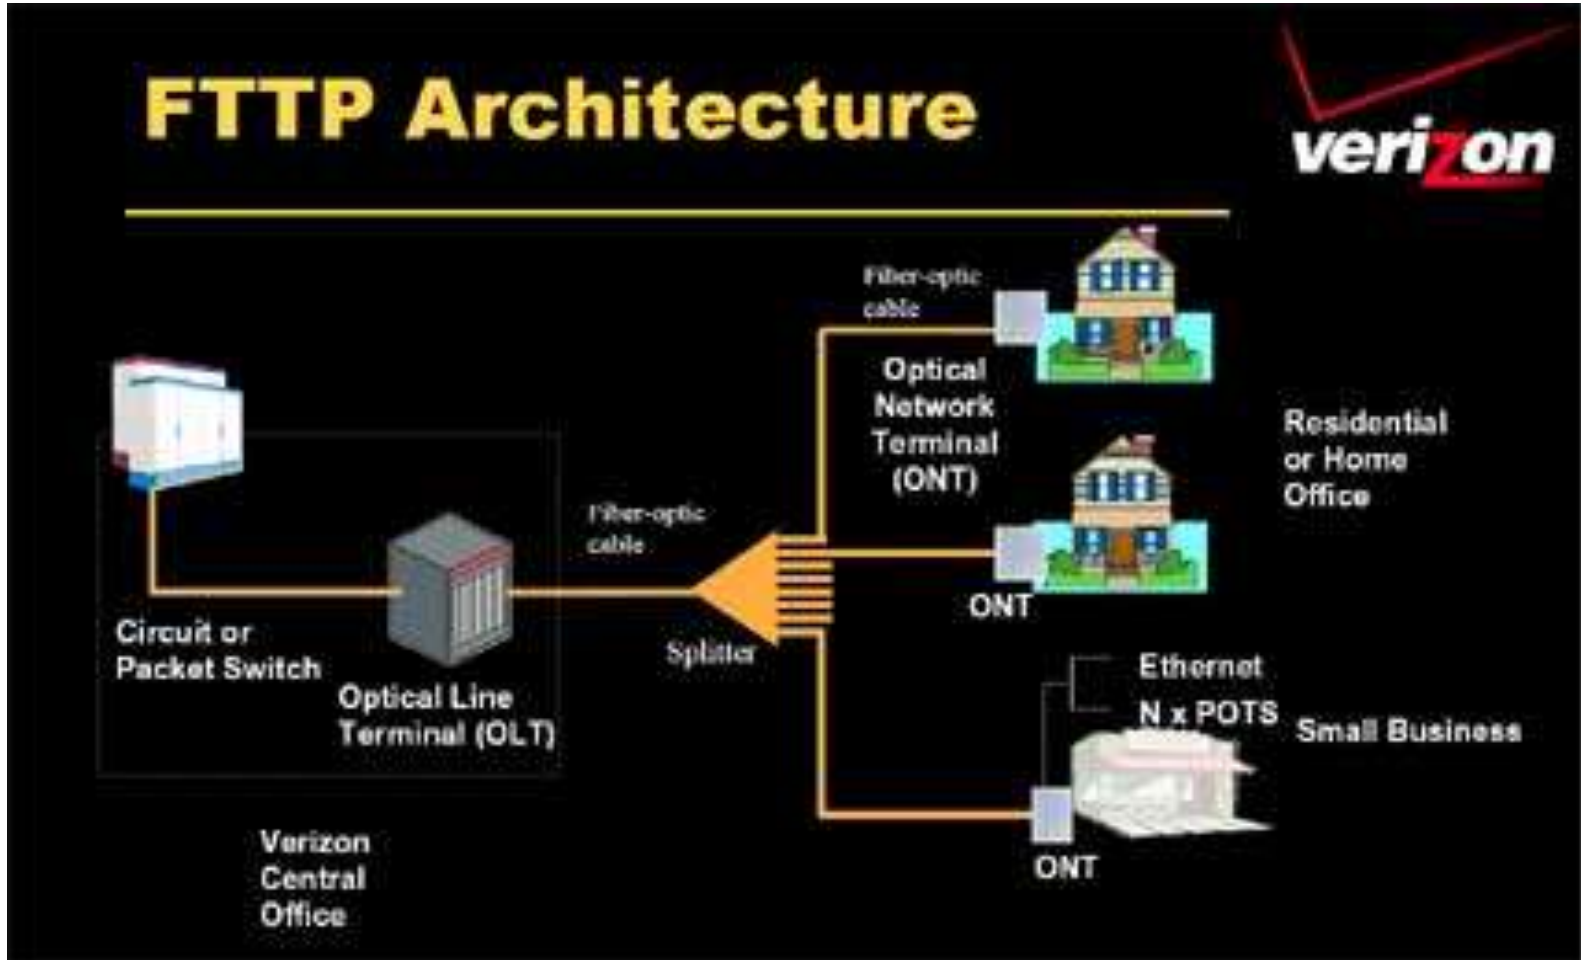 FTTP Architecture
verizon
Fiber-optic
cable
Optical
Network
Terminal
(ONT)
Residential
or Home
Office
Fiber-optic
cable
ONT
Circuit or
Packet Switch
Splitter
Optical Line
Terminal (OLT)
Ethernet
N x POTS
Small Business
ONT
Verizon
Central
Office